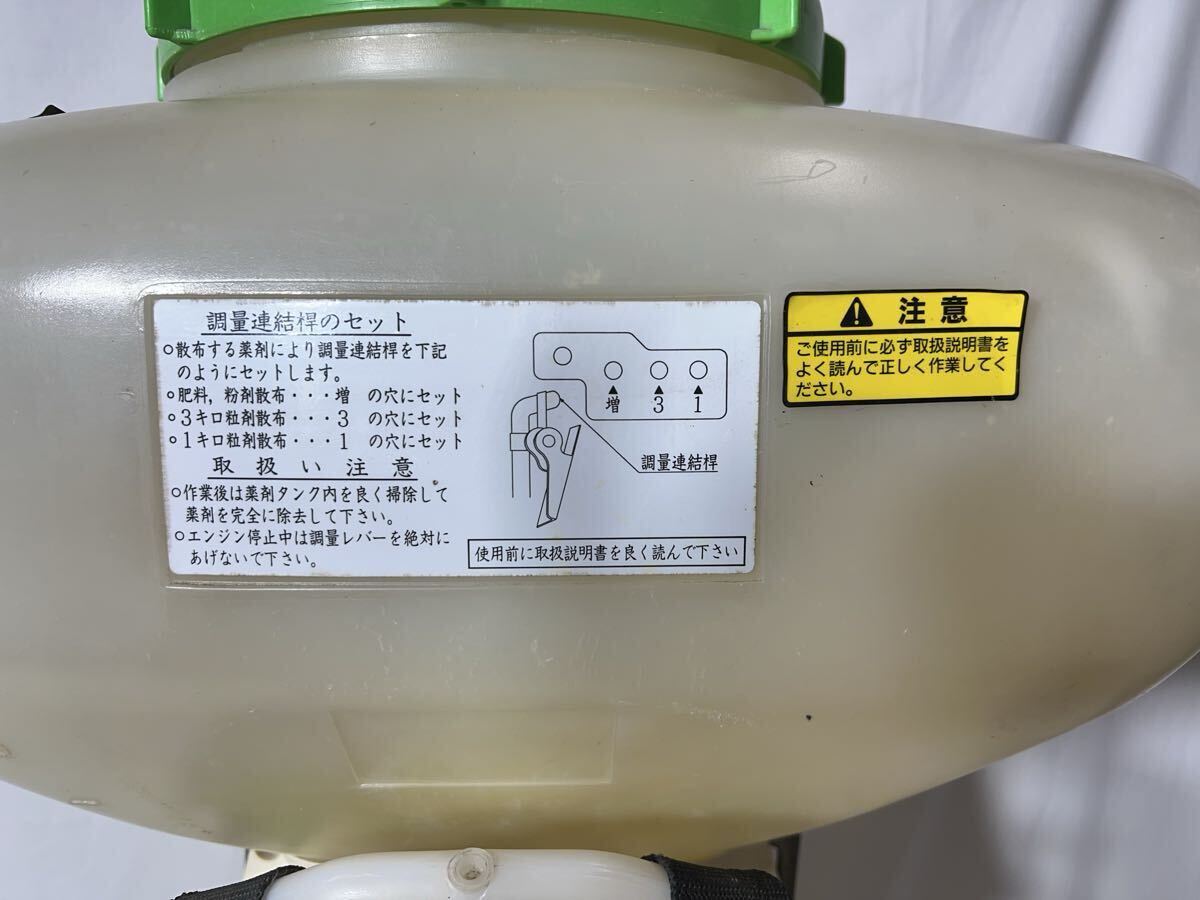 調量連結桿のセット
○散布する薬剤により調量連結桿を下記
のようにセットします。
○肥料,粉剤散布・・・増 の穴にセット
○3キロ粒剤散布・・・3 の穴にセット
○1キロ粒剤散布・・・1 の穴にセット
取扱い注意
○作業後は薬剤タンク内を良く掃除して
薬剤を完全に除去して下さい。
○エンジン停止中は調量レバーを絶対に
あげないで下さい。
増 3 1
調量連結桿
使用前に取扱説明書を良く読んで下さい
注意
ご使用前に必ず取扱説明書を
よく読んで正しく作業してく
ださい。